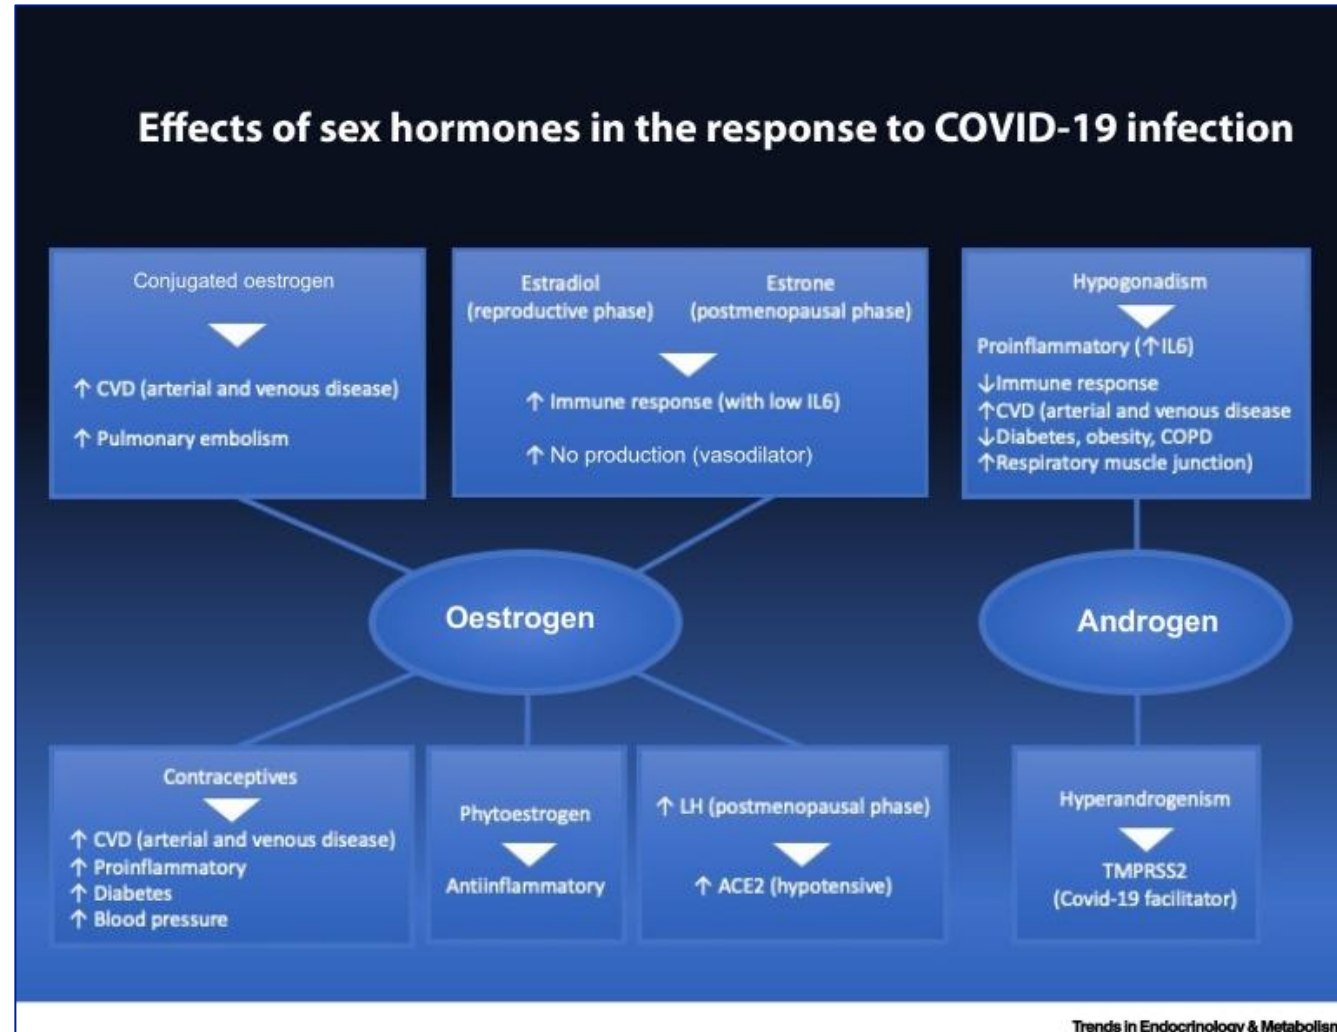 Effects of sex hormones in the response to COVID-19 infection
Conjugated oestrogen
↑ CVD (arterial and venous disease)
↑ Pulmonary embolism
Estradiol
(reproductive phase)
Estrone
(postmenopausal phase)
↑ Immune response (with low IL6)
↑ No production (vasodilator)
Hypogonadism
Proinflammatory (↑IL6)
↓Immune response
↑CVD (arterial and venous disease
↓Diabetes, obesity, COPD
↑Respiratory muscle junction)
Oestrogen
Androgen
Contraceptives
↑ CVD (arterial and venous disease)
↑ Proinflammatory
↑ Diabetes
↑ Blood pressure
Phytoestrogen
Antiinflammatory
↑ LH (postmenopausal phase)
↑ ACE2 (hypotensive)
Hyperandrogenism
TMPRSS2
(Covid-19 facilitator)
Trends in Endocrinology & Metabolism